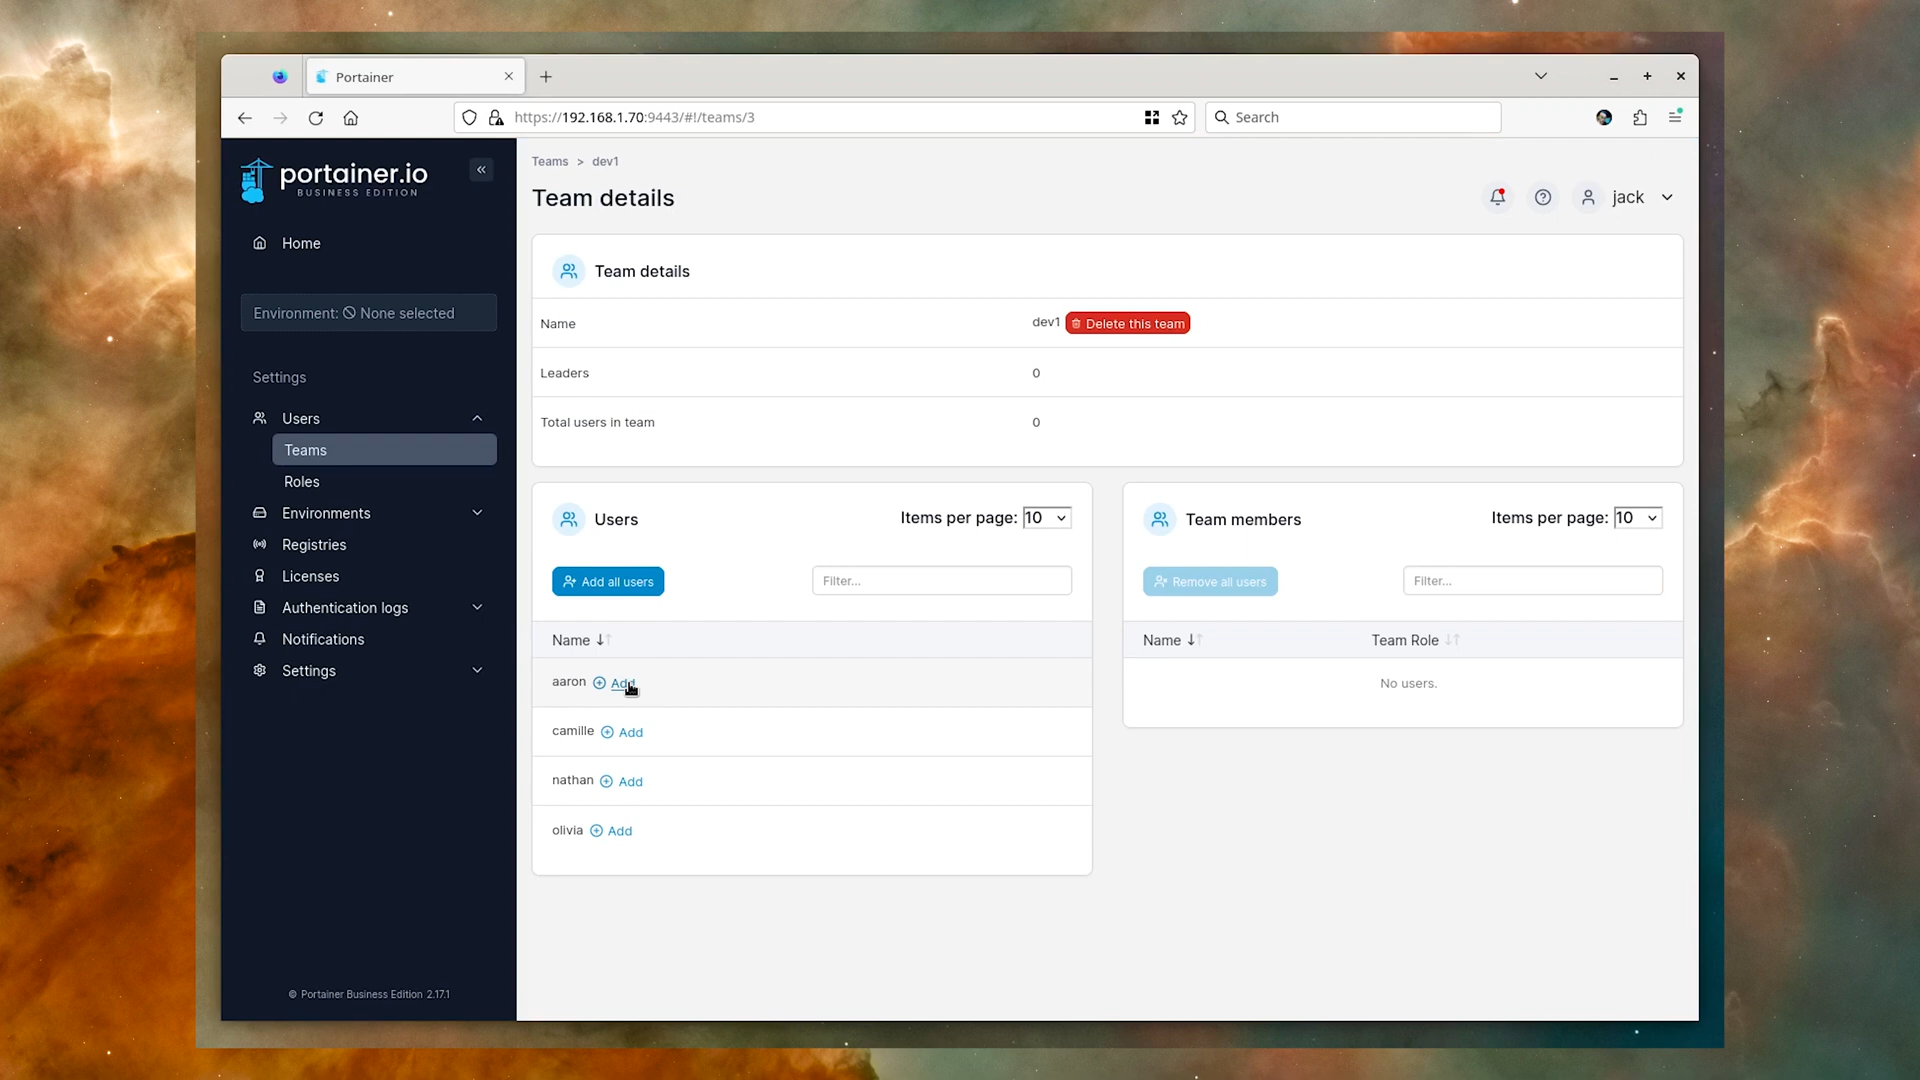 Portainer
https://192.168.1.70:9443/#!/teams/3
Search
portainer.io
BUSINESS EDITION
Home
Environment: None selected
Settings
Users
Teams
Roles
Environments
Registries
Licenses
Authentication logs
Notifications
Settings
© Portainer Business Edition 2.17.1
Teams > dev1
Team details
jack
Team details
Name dev1 Delete this team
Leaders 0
Total users in team 0
Users Items per page: 10
Add all users Filter...
Name
aaron Add
camille Add
nathan Add
olivia Add
Team members Items per page: 10
Remove all users Filter...
Name Team Role
No users.